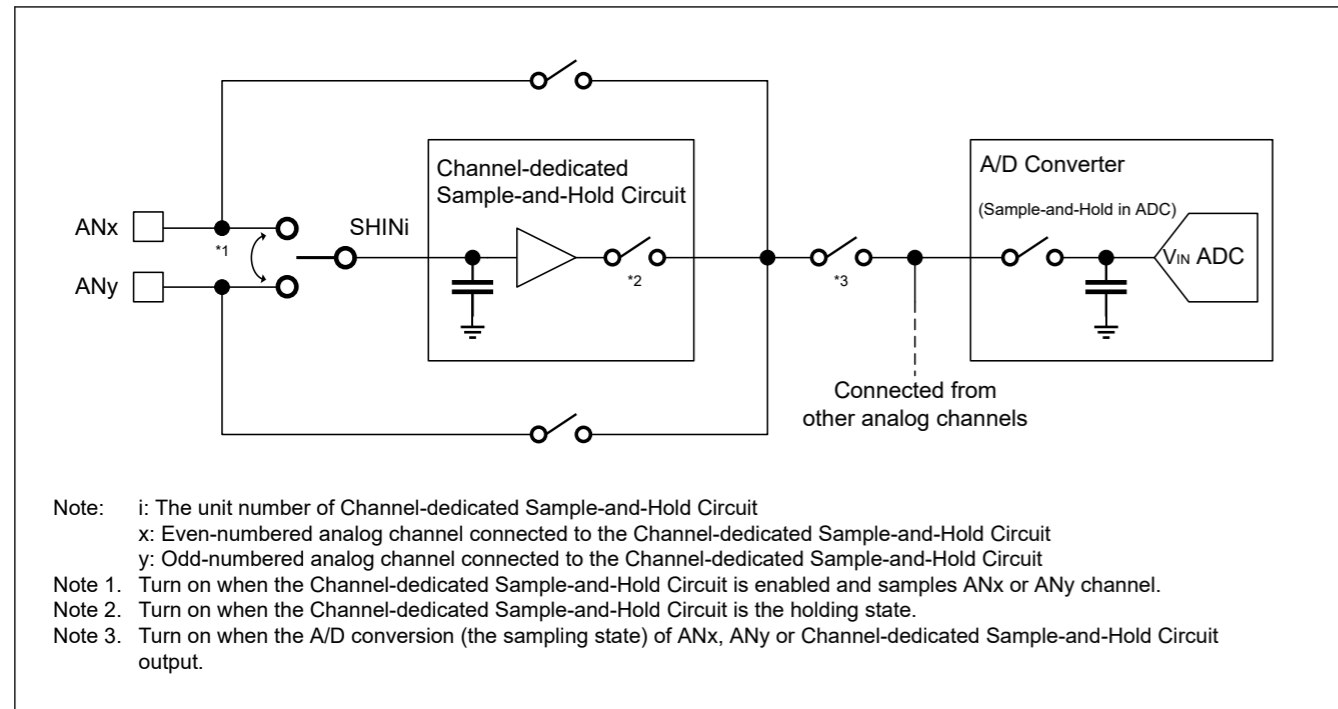 Channel-dedicated
Sample-and-Hold Circuit
A/D Converter
(Sample-and-Hold in ADC)
ANx
*1
SHINi
*2
*3
VIN ADC
ANy
Connected from
other analog channels
Note: i: The unit number of Channel-dedicated Sample-and-Hold Circuit
x: Even-numbered analog channel connected to the Channel-dedicated Sample-and-Hold Circuit
y: Odd-numbered analog channel connected to the Channel-dedicated Sample-and-Hold Circuit
Note 1. Turn on when the Channel-dedicated Sample-and-Hold Circuit is enabled and samples ANx or ANy channel.
Note 2. Turn on when the Channel-dedicated Sample-and-Hold Circuit is the holding state.
Note 3. Turn on when the A/D conversion (the sampling state) of ANx, ANy or Channel-dedicated Sample-and-Hold Circuit
output.